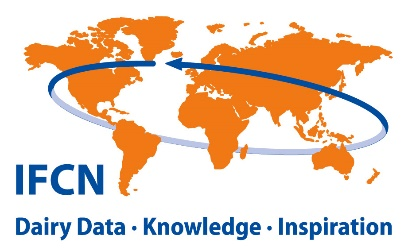 IFCN
Dairy Data · Knowledge · Inspiration